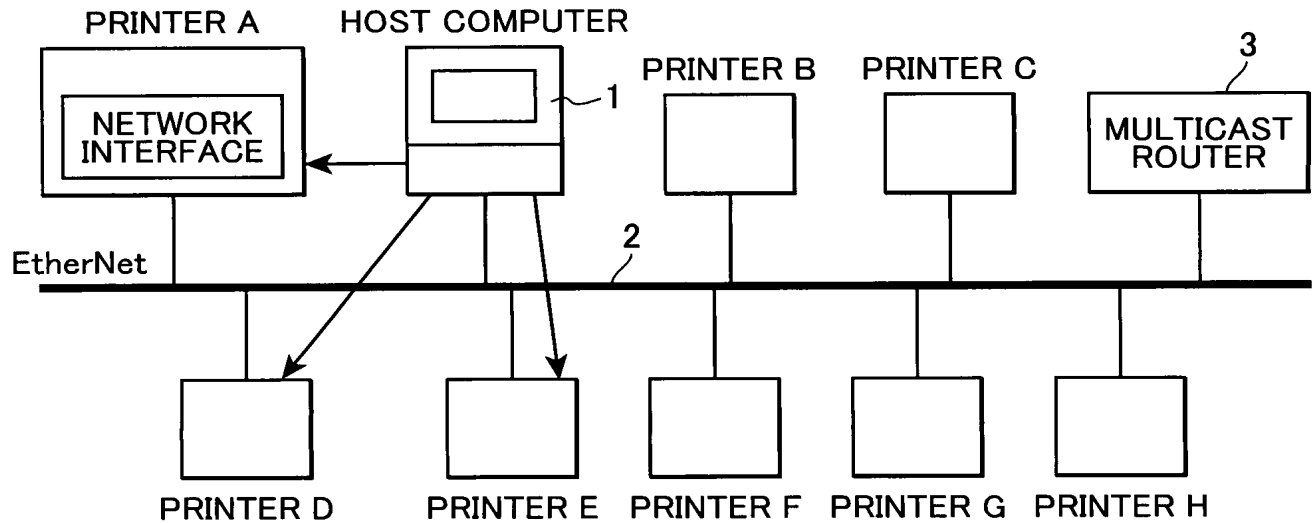 PRINTER A
HOST COMPUTER
PRINTER B
PRINTER C
3
NETWORK
INTERFACE
1
MULTICAST
ROUTER
EtherNet
2
PRINTER D
PRINTER E
PRINTER F
PRINTER G
PRINTER H